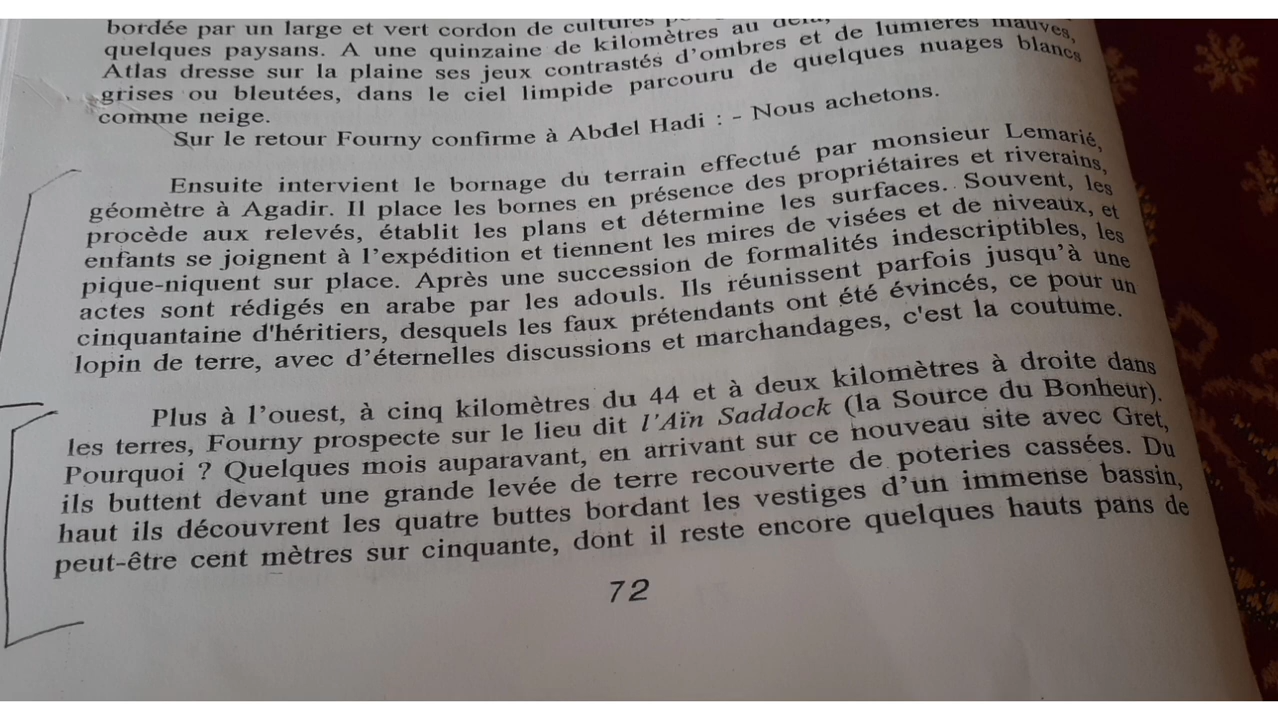 bordée par un large et vert cordon de cultures
quelques paysans. A une quinzaine de kilomètres au delà,
Atlas dresse sur la plaine ses jeux contrastés d'ombres et de lumières mauves,
grises ou bleutées, dans le ciel limpide parcouru de quelques nuages blancs
comme neige.
Sur le retour Fourny confirme à Abdel Hadi : - Nous achetons.
Ensuite intervient le bornage du terrain effectué par monsieur Lemarié,
géomètre à Agadir. Il place les bornes en présence des propriétaires et riverains,
procède aux relevés, établit les plans et détermine les surfaces. Souvent, les
enfants se joignent à l'expédition et tiennent les mires de visées et de niveaux, et
pique-niquent sur place. Après une succession de formalités indescriptibles, les
actes sont rédigés en arabe par les adouls. Ils réunissent parfois jusqu'à une
cinquantaine d'héritiers, desquels les faux prétendants ont été évincés, ce pour un
lopin de terre, avec d'éternelles discussions et marchandages, c'est la coutume.
Plus à l'ouest, à cinq kilomètres du 44 et à deux kilomètres à droite dans
les terres, Fourny prospecte sur le lieu dit l'Aïn Saddock (la Source du Bonheur).
Pourquoi ? Quelques mois auparavant, en arrivant sur ce nouveau site avec Gret,
ils buttent devant une grande levée de terre recouverte de poteries cassées. Du
haut ils découvrent les quatre buttes bordant les vestiges d'un immense bassin,
peut-être cent mètres sur cinquante, dont il reste encore quelques hauts pans de
72